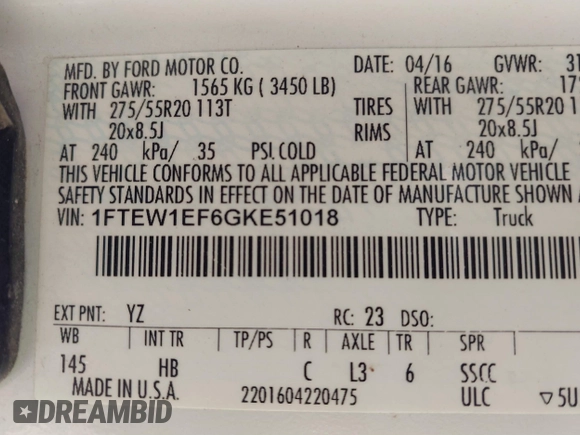 MFD. BY FORD MOTOR CO. DATE: 04/16 GVWR: 31
FRONT GAWR: 1565 KG ( 3450 LB) REAR GAWR: 17
WITH 275/55R20 113T TIRES WITH 275/55R20 11
20x8.5J RIMS 20x8.5J
AT 240 kPa/ 35 PSI COLD AT 240 kPa/
THIS VEHICLE CONFORMS TO ALL APPLICABLE FEDERAL MOTOR VEHICLE
SAFETY STANDARDS IN EFFECT ON THE DATE OF MANUFACTURE SHOWN A
VIN: 1FTEW1EF6GKE51018 TYPE: Truck
EXT PNT: YZ RC: 23 DSO:
WB INT TR TP/PS R AXLE TR SPR
145 HB C L3 6 SSCC
MADE IN U.S.A. 2201604220475 ULC ▽5U
DREAMBID